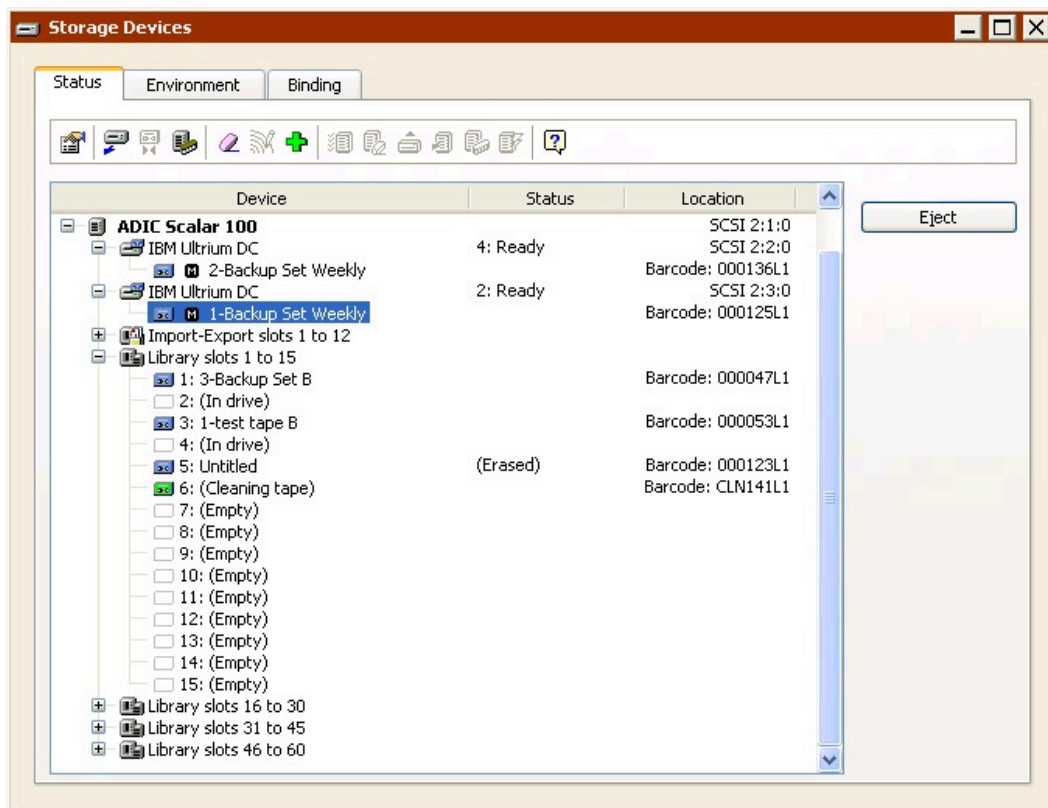 Storage Devices
Status Environment Binding
Device Status Location
Eject
ADIC Scalar 100 SCSI 2:1:0
IBM Ultrium DC 4: Ready SCSI 2:2:0
M 2-Backup Set Weekly Barcode: 000136L1
IBM Ultrium DC 2: Ready SCSI 2:3:0
M 1-Backup Set Weekly Barcode: 000125L1
Import-Export slots 1 to 12
Library slots 1 to 15
1: 3-Backup Set B Barcode: 000047L1
2: (In drive)
3: 1-test tape B Barcode: 000053L1
4: (In drive)
5: Untitled (Erased) Barcode: 000123L1
6: (Cleaning tape) Barcode: CLN141L1
7: (Empty)
8: (Empty)
9: (Empty)
10: (Empty)
11: (Empty)
12: (Empty)
13: (Empty)
14: (Empty)
15: (Empty)
Library slots 16 to 30
Library slots 31 to 45
Library slots 46 to 60